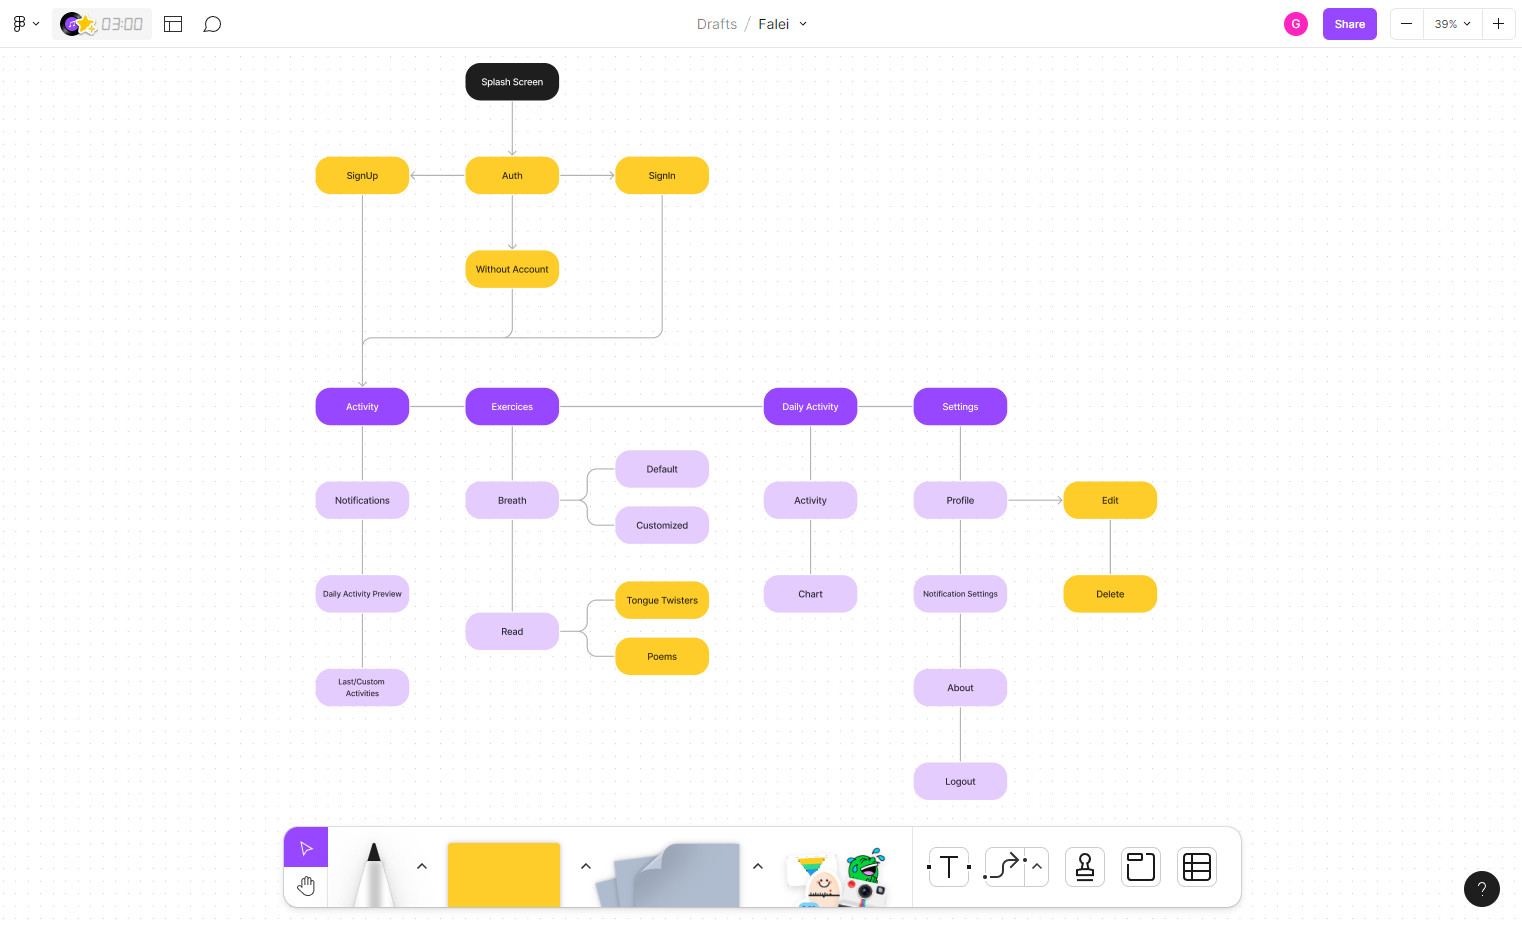 03:00
Drafts / Falei
G
Share
39%
Splash Screen
SignUp
Auth
SignIn
Without Account
Activity
Exercices
Daily Activity
Settings
Default
Notifications
Breath
Activity
Profile
Edit
Customized
Daily Activity Preview
Chart
Notification Settings
Delete
Tongue Twisters
Read
Poems
Last/Custom
Activities
About
Logout
T
?